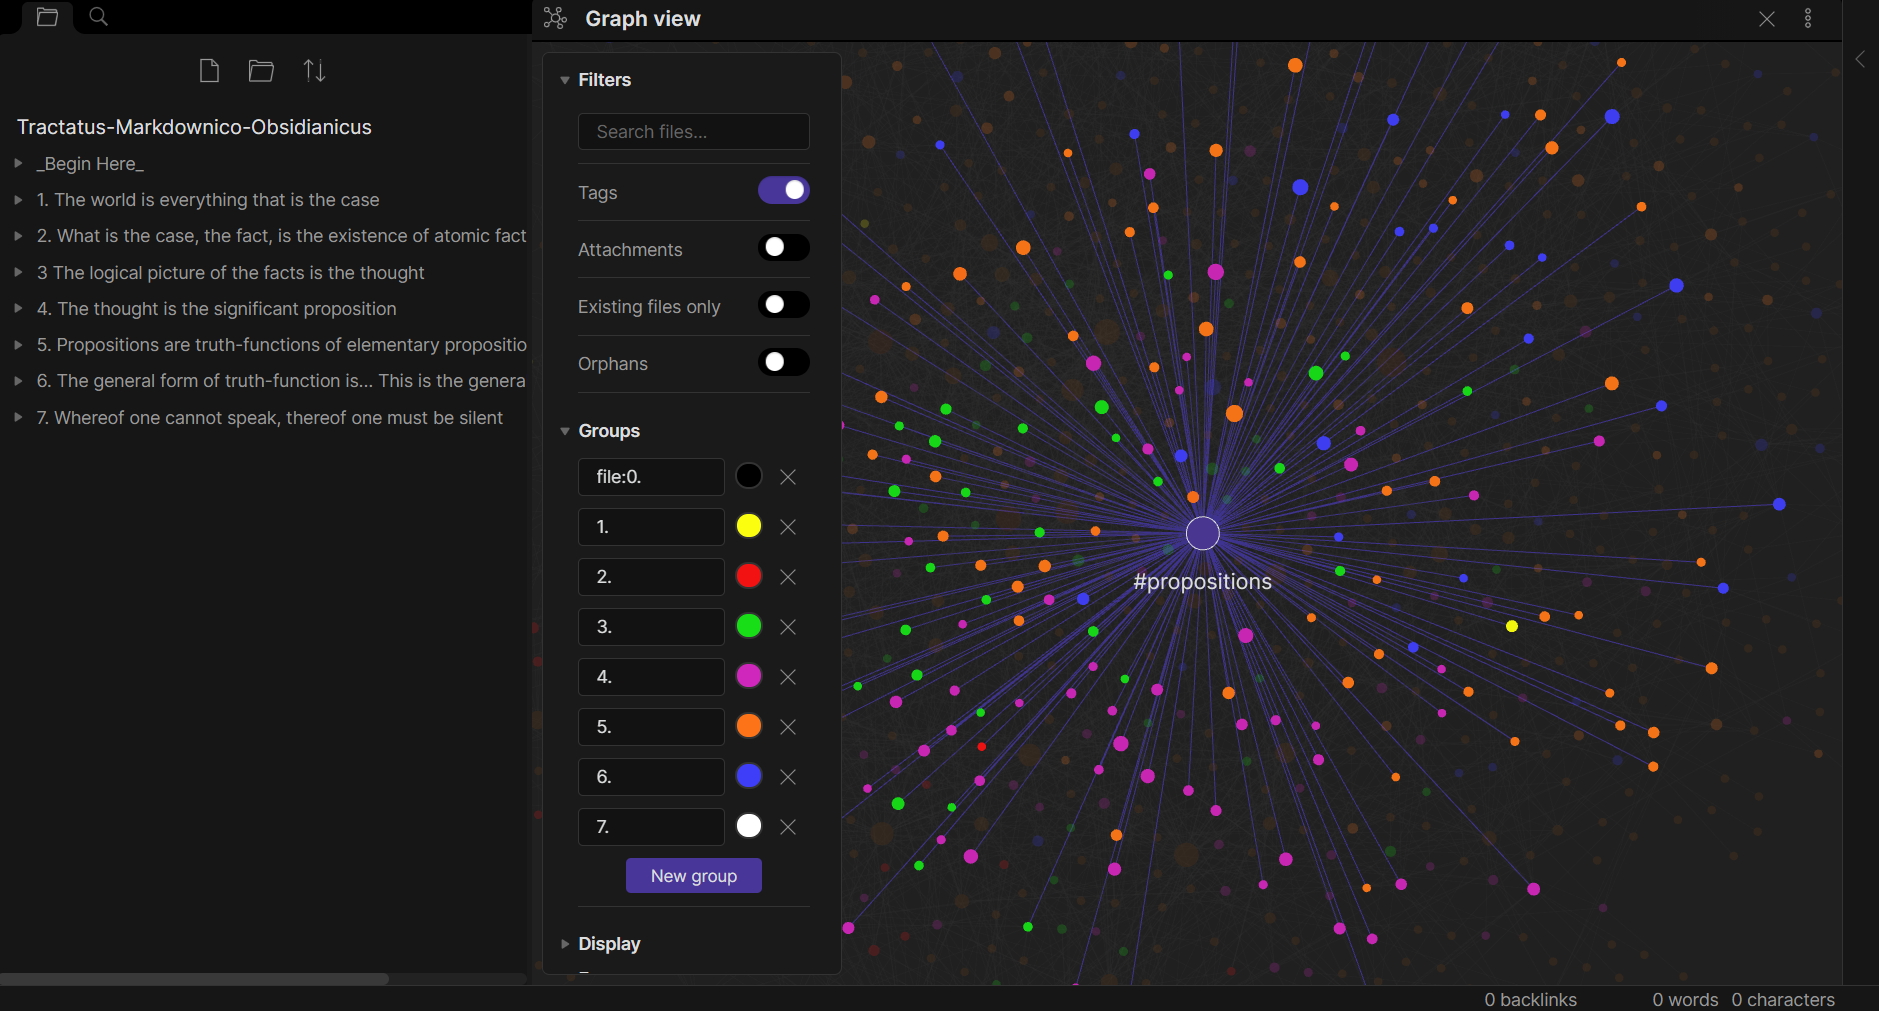 Graph view
Tractatus-Markdownico-Obsidianicus
_Begin Here_
1. The world is everything that is the case
2. What is the case, the fact, is the existence of atomic fact
3 The logical picture of the facts is the thought
4. The thought is the significant proposition
5. Propositions are truth-functions of elementary propositio
6. The general form of truth-function is... This is the genera
7. Whereof one cannot speak, thereof one must be silent
Filters
Search files...
Tags
Attachments
Existing files only
Orphans
Groups
file:0.
1.
2.
3.
4.
5.
6.
7.
New group
Display
#propositions
0 backlinks
0 words
0 characters